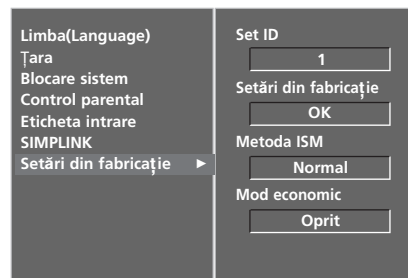 Limba(Language)
Țara
Blocare sistem
Control parental
Eticheta intrare
SIMPLINK
Setări din fabricație ►
Set ID
1
Setări din fabricație
OK
Metoda ISM
Normal
Mod economic
Oprit